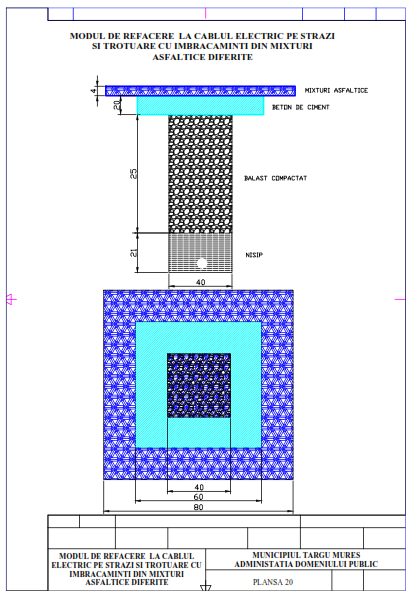 MODUL DE REFACERE LA CABLUL ELECTRIC PE STRAZI
SI TROTUARE CU IMBRACAMINTI DIN MIXTURI
ASFALTICE DIFERITE
4
MIXTURI ASFALTICE
20
BETON DE CIMENT
25
BALAST COMPACTAT
21
NISIP
40
40
60
80
MODUL DE REFACERE LA CABLUL
ELECTRIC PE STRAZI SI TROTUARE CU
IMBRACAMINTI DIN MIXTURI
ASFALTICE DIFERITE
MUNICIPIUL TARGU MURES
ADMINISTATIA DOMENIULUI PUBLIC
PLANSA 20